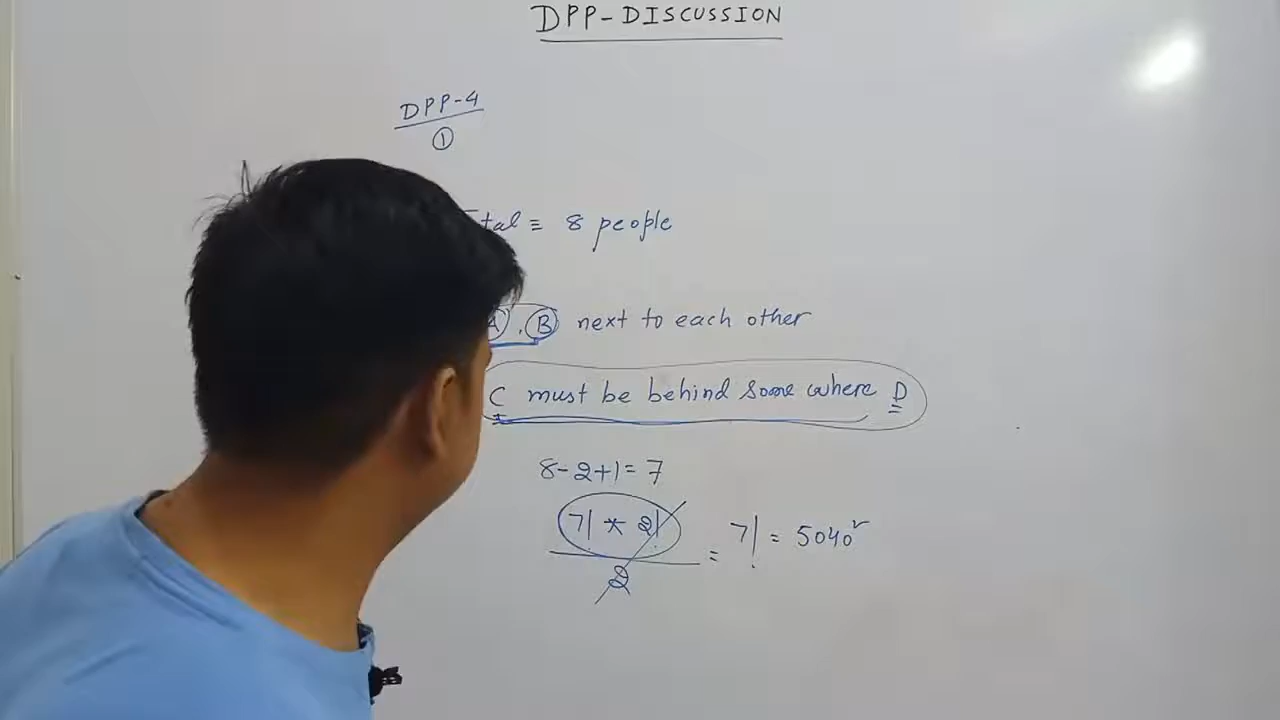 DPP-DISCUSSION
DPP-4
1
tal ≡ 8 people
A, B next to each other
C must be behind some where D
8-2+1=7
7! * 2!
2
= 7! = 5040